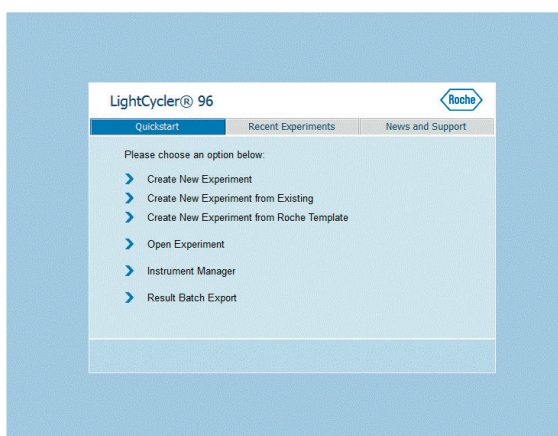 LightCycler® 96
Roche
Quickstart
Recent Experiments
News and Support
Please choose an option below:
Create New Experiment
Create New Experiment from Existing
Create New Experiment from Roche Template
Open Experiment
Instrument Manager
Result Batch Export